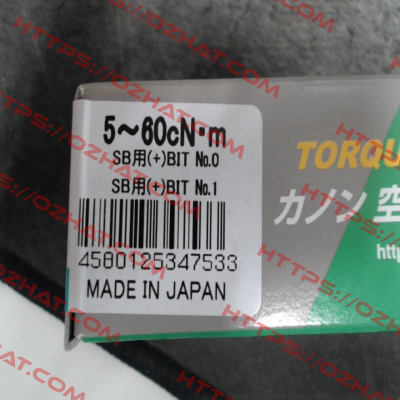 5～60cN·m
SB用(+)BIT No.0
SB用(+)BIT No.1
4580125347533
MADE IN JAPAN
TORQU
カノン 空
htt
HTTPS://OZHAT.COM